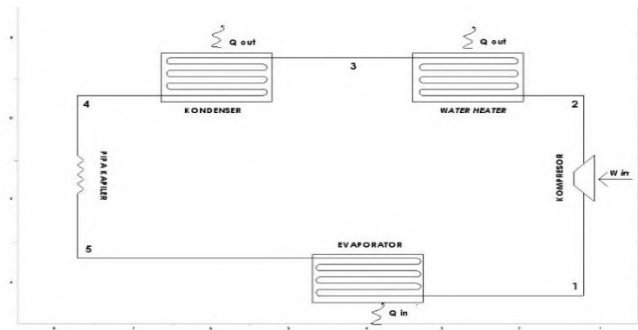 Q out
Q out
3
4
KONDENSER
WATER HEATER
2
PIPA KAPILER
KOMPRESOR
W in
EVAPORATOR
5
1
Q in